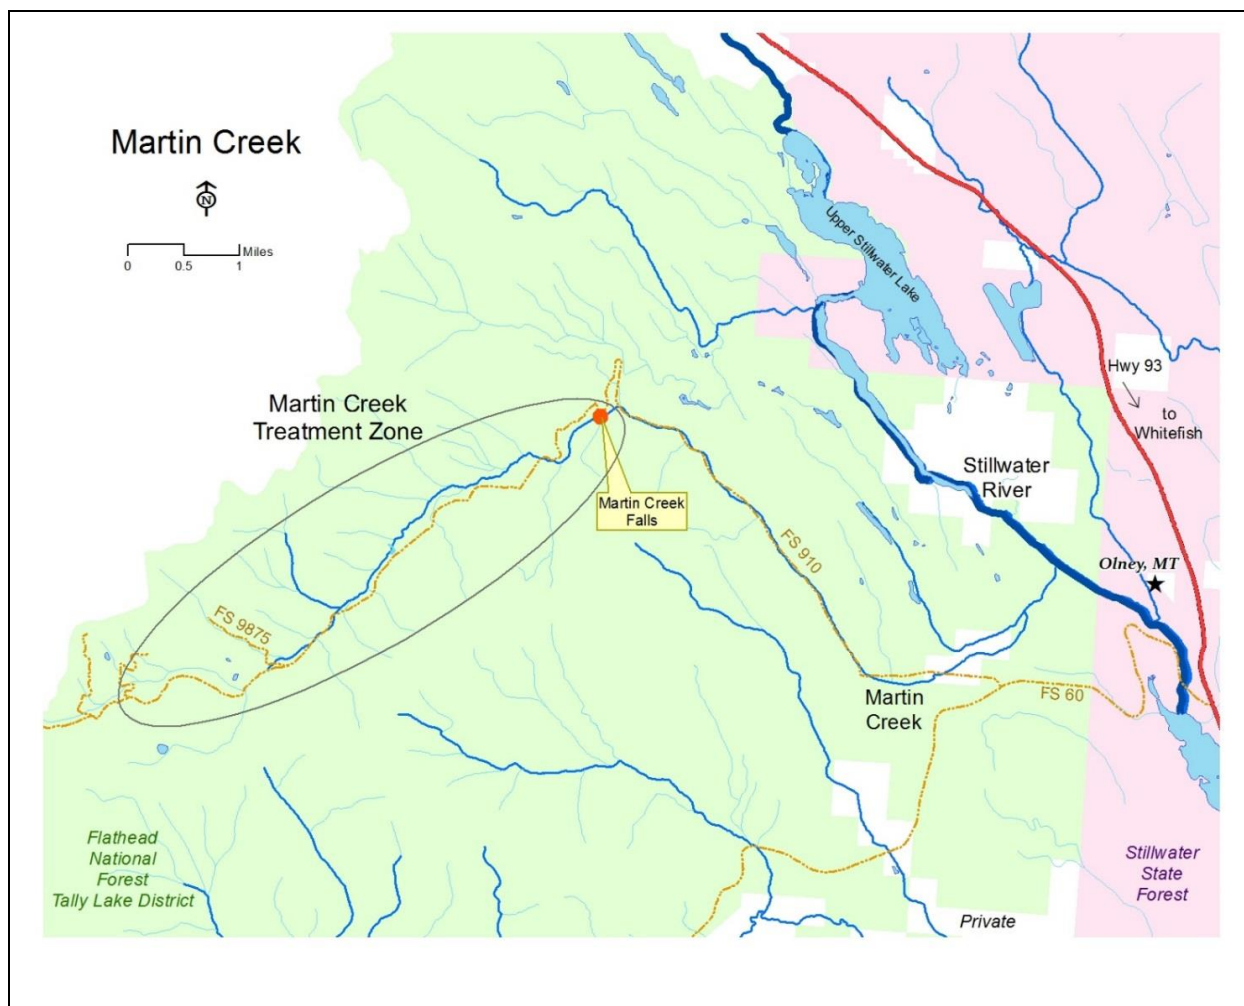 Martin Creek
N
0 0.5 1 Miles
Upper Stillwater Lake
Hwy 93
to
Whitefish
Martin Creek
Treatment Zone
Stillwater
River
Martin Creek
Falls
FS 910
Olney, MT
FS 9875
Martin
Creek
FS 60
Flathead
National
Forest
Tally Lake District
Stillwater
State
Forest
Private